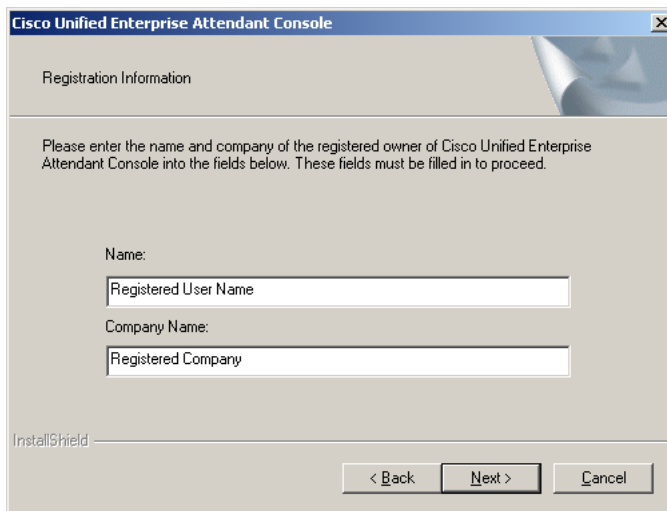 Cisco Unified Enterprise Attendant Console
Registration Information
Please enter the name and company of the registered owner of Cisco Unified Enterprise
Attendant Console into the fields below. These fields must be filled in to proceed.
Name:
Registered User Name
Company Name:
Registered Company
InstallShield
< Back Next > Cancel